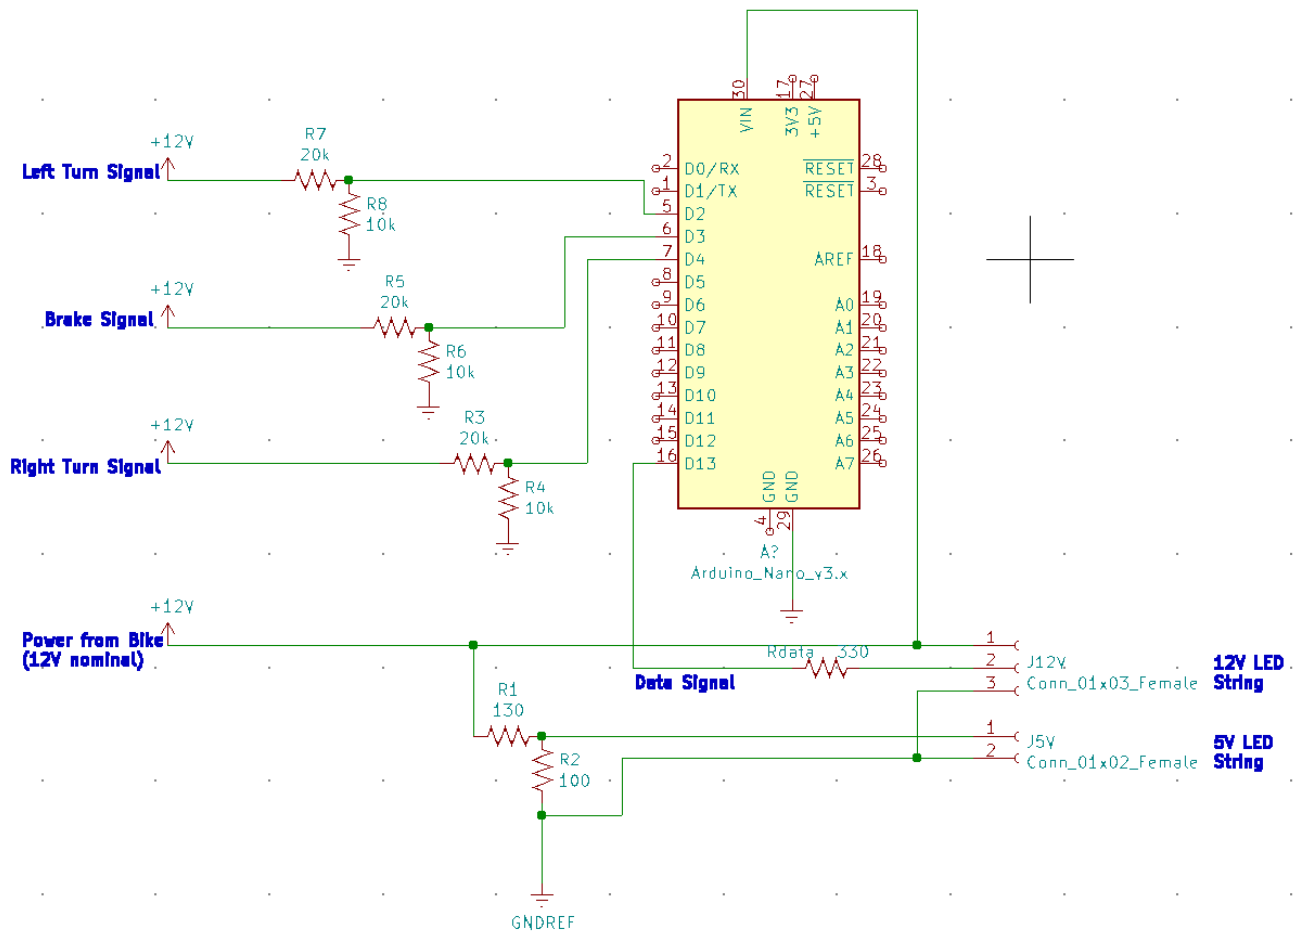 +12V
Left Turn Signal
R7
20k
R8
10k
+12V
Brake Signal
R5
20k
R6
10k
+12V
Right Turn Signal
R3
20k
R4
10k
30
17
27
VIN
3V3
+5V
2 D0/RX
1 D1/TX
5 D2
6 D3
7 D4
8 D5
9 D6
10 D7
11 D8
12 D9
13 D10
14 D11
15 D12
16 D13
RESET 28
RESET 3
AREF 18
A0 19
A1 20
A2 21
A3 22
A4 23
A5 24
A6 25
A7 26
GND
GND
4
29
A?
Arduino_Nano_v3.x
+12V
Power from Bike
(12V nominal)
Rdata 330
Data Signal
1
2
3
J12V
Conn_01x03_Female
12V LED
String
R1
130
R2
100
1
2
J5V
Conn_01x02_Female
5V LED
String
GNDREF